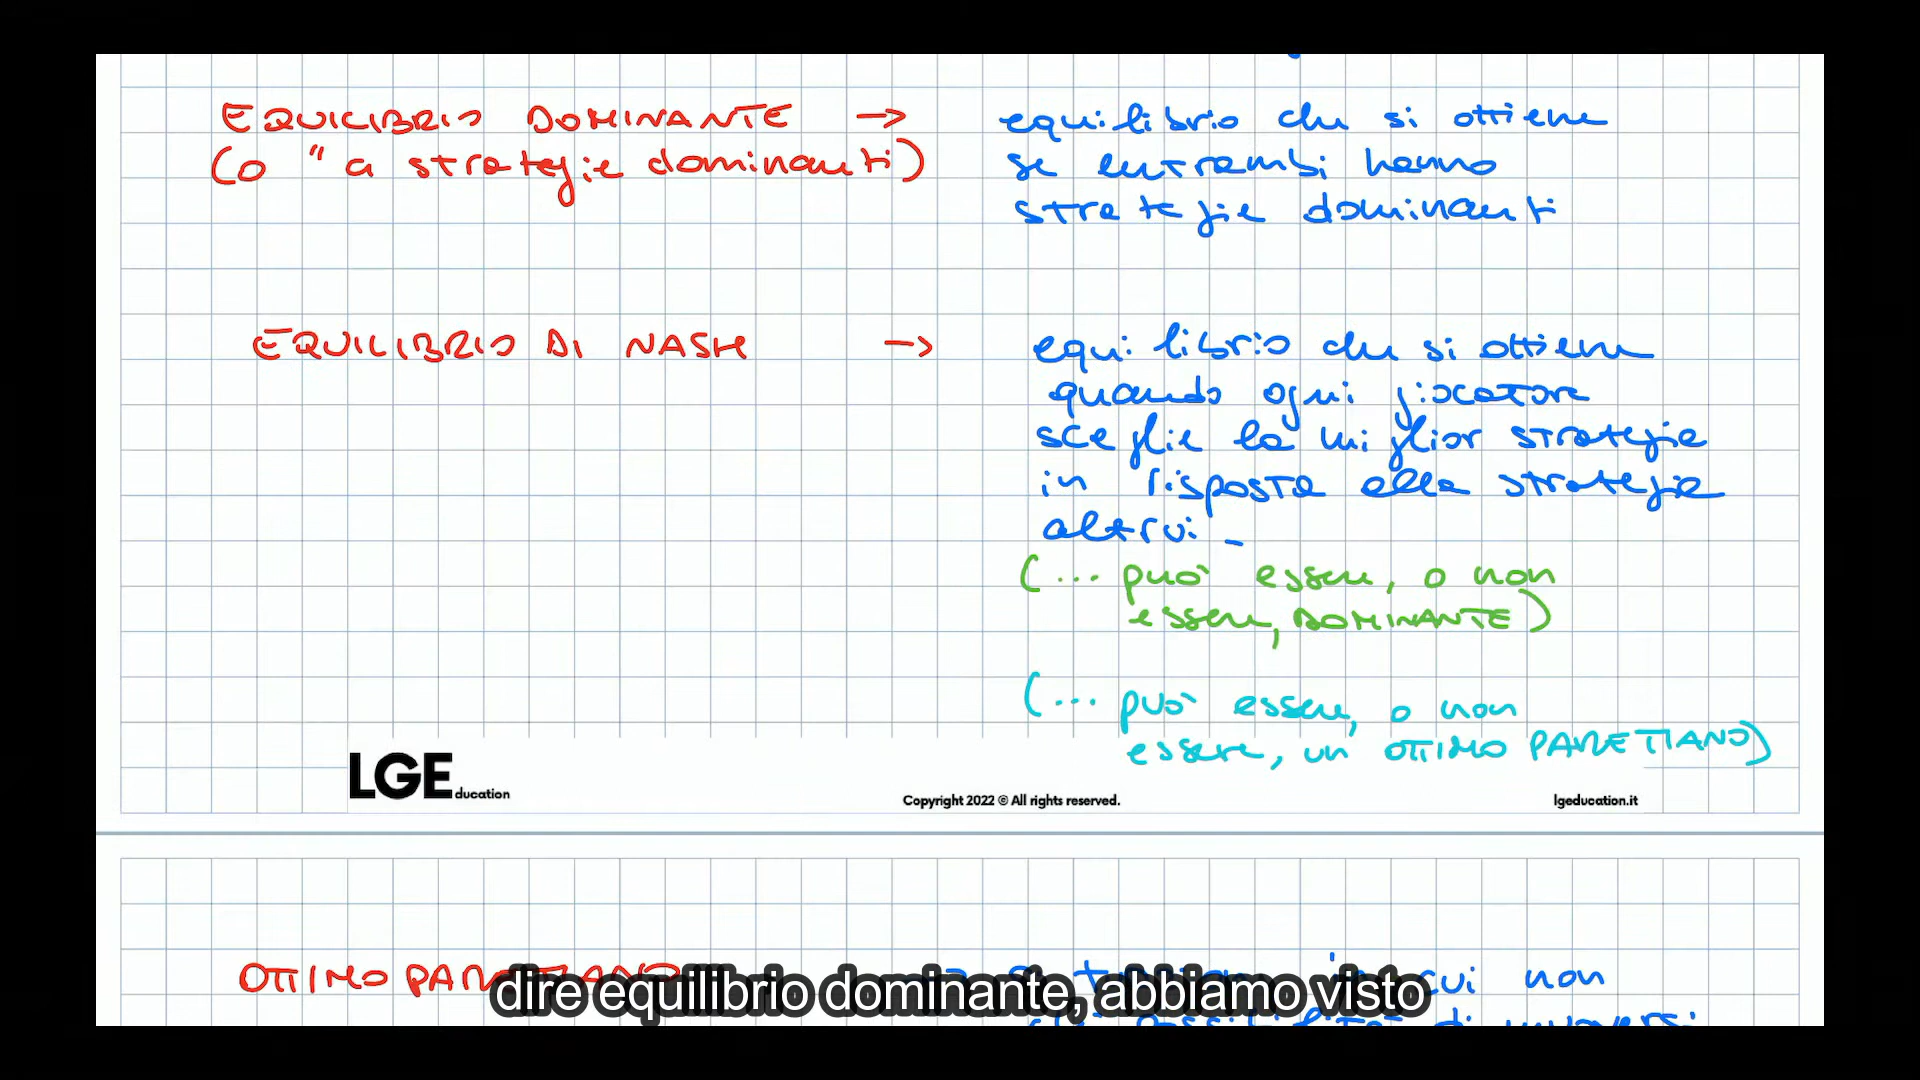 EQUILIBRIO DOMINANTE → equilibrio che si ottiene
(o "a strategie dominanti) se entrambi hanno
strategie dominanti
EQUILIBRIO DI NASH → equilibrio che si ottiene
quando ogni giocatore
sceglie la miglior strategia
in risposta alla strategia
altrui
(... può essere, o non
essere, DOMINANTE)
(... può essere, o non
essere, un OTTIMO PARETIANO)
LGEducation
Copyright 2022 © All rights reserved.
lgeducation.it
OTTIMO PARETIANO in cui non
dire equilibrio dominante, abbiamo visto